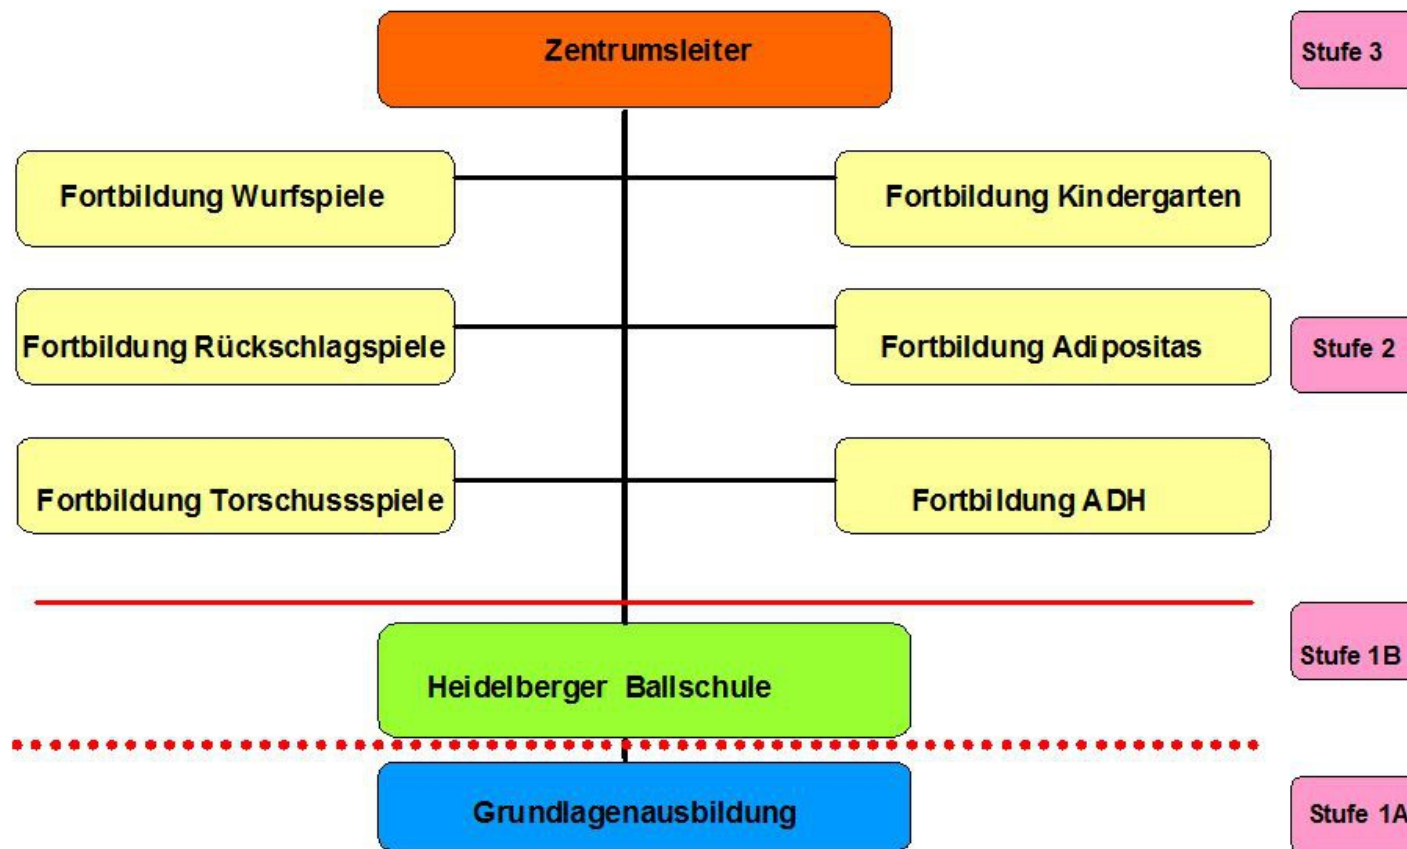 Zentrumsleiter
Stufe 3
Fortbildung Wurfspiele
Fortbildung Kindergarten
Fortbildung Rückschlagspiele
Fortbildung Adipositas
Stufe 2
Fortbildung Torschussspiele
Fortbildung ADH
Stufe 1B
Heidelberger Ballschule
Grundlagenausbildung
Stufe 1A